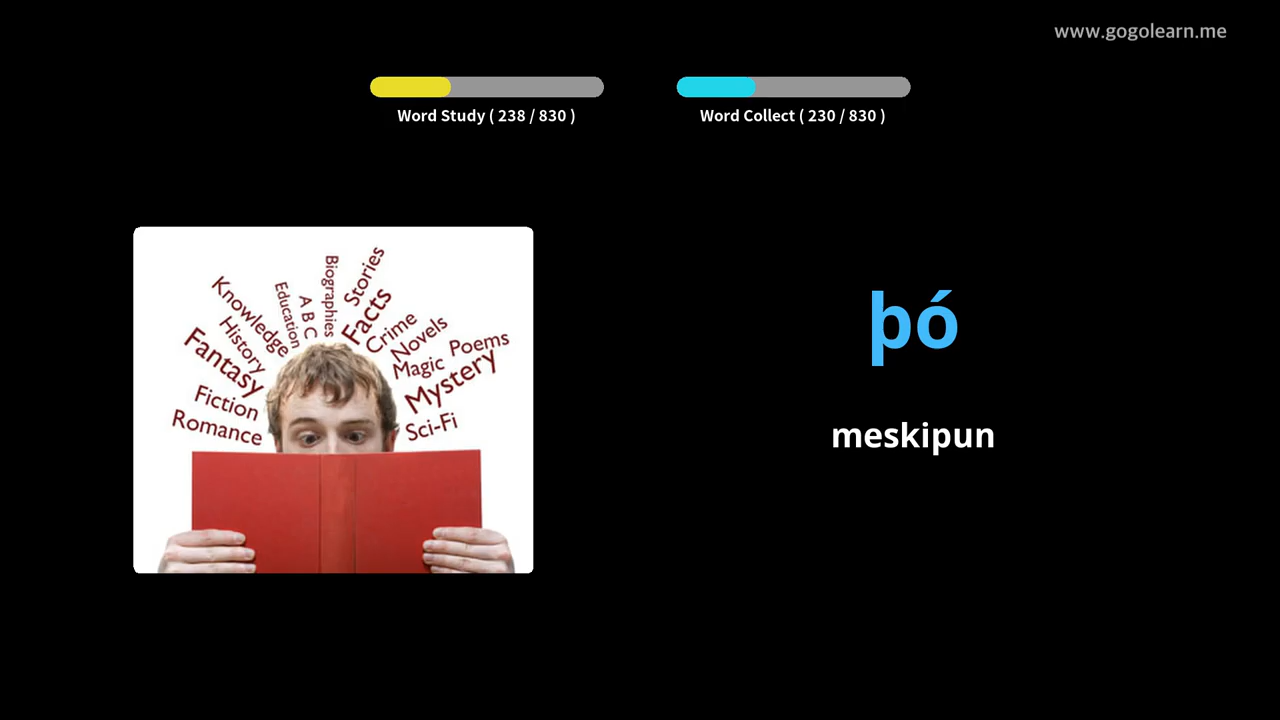 www.gogolearn.me
Word Study ( 238 / 830 )
Word Collect ( 230 / 830 )
Knowledge
Education
A B C
Biographies
Stories
Facts
History
Crime
Novels
Fantasy
Magic
Poems
Mystery
Fiction
Romance
Sci-Fi
þó
meskipun